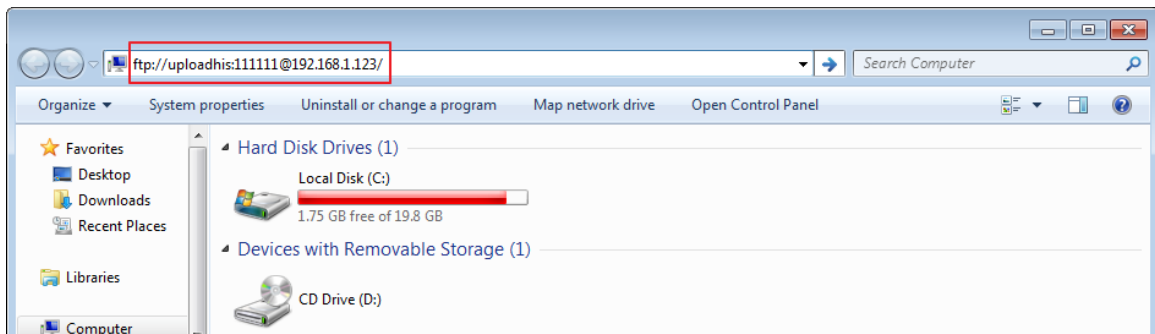 ftp://uploadhis:111111@192.168.1.123/
Search Computer
Organize System properties Uninstall or change a program Map network drive Open Control Panel
Favorites
Desktop
Downloads
Recent Places
Libraries
Computer
Hard Disk Drives (1)
Local Disk (C:)
1.75 GB free of 19.8 GB
Devices with Removable Storage (1)
CD Drive (D:)